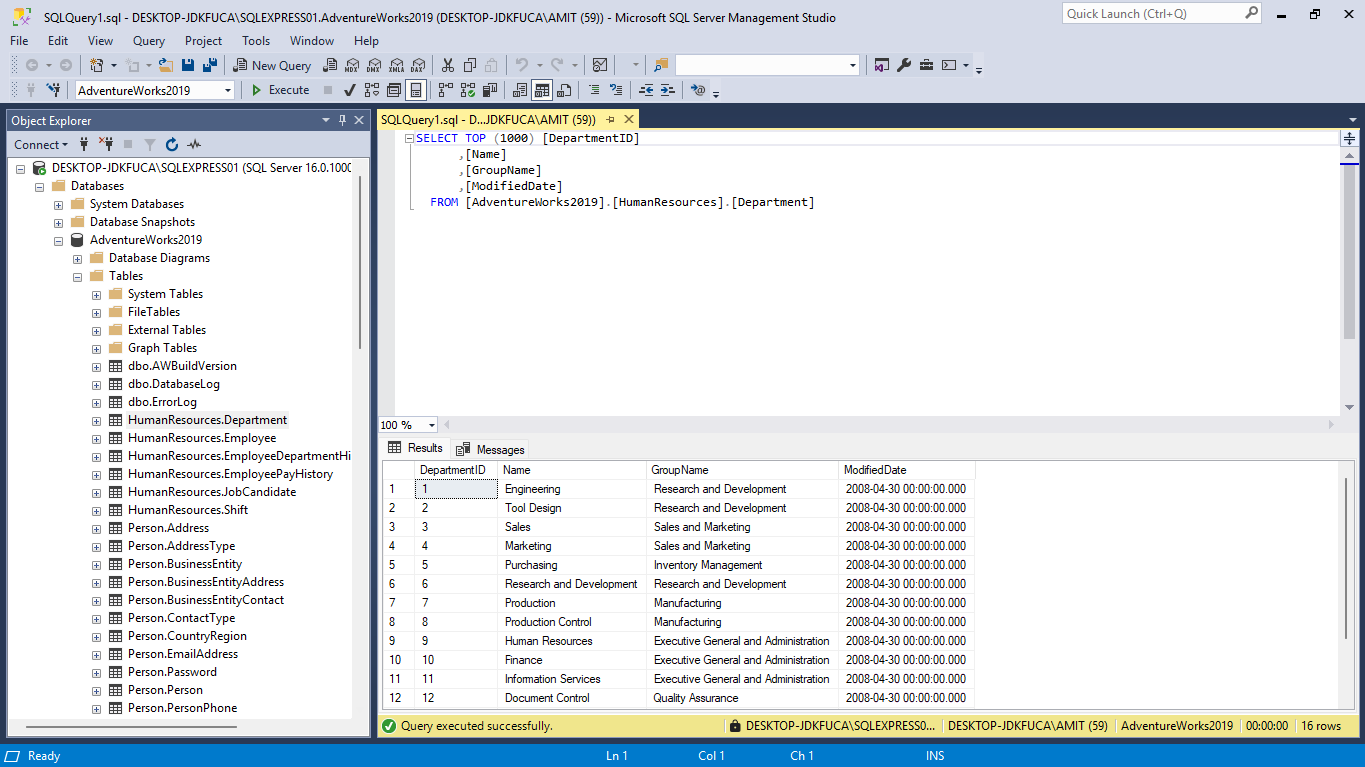 SQLQuery1.sql - DESKTOP-JDKFUCA\SQLEXPRESS01.AdventureWorks2019 (DESKTOP-JDKFUCA\AMIT (59)) - Microsoft SQL Server Management Studio
Quick Launch (Ctrl+Q)
File Edit View Query Project Tools Window Help
New Query MDX DMX XMLA DAX
AdventureWorks2019 Execute
Object Explorer
Connect
DESKTOP-JDKFUCA\SQLEXPRESS01 (SQL Server 16.0.1000
Databases
System Databases
Database Snapshots
AdventureWorks2019
Database Diagrams
Tables
System Tables
FileTables
External Tables
Graph Tables
dbo.AWBuildVersion
dbo.DatabaseLog
dbo.ErrorLog
HumanResources.Department
HumanResources.Employee
HumanResources.EmployeeDepartmentHi
HumanResources.EmployeePayHistory
HumanResources.JobCandidate
HumanResources.Shift
Person.Address
Person.AddressType
Person.BusinessEntity
Person.BusinessEntityAddress
Person.BusinessEntityContact
Person.ContactType
Person.CountryRegion
Person.EmailAddress
Person.Password
Person.Person
Person.PersonPhone
SQLQuery1.sql - D...JDKFUCA\AMIT (59))
SELECT TOP (1000) [DepartmentID]
,[Name]
,[GroupName]
,[ModifiedDate]
FROM [AdventureWorks2019].[HumanResources].[Department]
100 %
Results Messages
DepartmentID Name GroupName ModifiedDate
1 1 Engineering Research and Development 2008-04-30 00:00:00.000
2 2 Tool Design Research and Development 2008-04-30 00:00:00.000
3 3 Sales Sales and Marketing 2008-04-30 00:00:00.000
4 4 Marketing Sales and Marketing 2008-04-30 00:00:00.000
5 5 Purchasing Inventory Management 2008-04-30 00:00:00.000
6 6 Research and Development Research and Development 2008-04-30 00:00:00.000
7 7 Production Manufacturing 2008-04-30 00:00:00.000
8 8 Production Control Manufacturing 2008-04-30 00:00:00.000
9 9 Human Resources Executive General and Administration 2008-04-30 00:00:00.000
10 10 Finance Executive General and Administration 2008-04-30 00:00:00.000
11 11 Information Services Executive General and Administration 2008-04-30 00:00:00.000
12 12 Document Control Quality Assurance 2008-04-30 00:00:00.000
Query executed successfully. DESKTOP-JDKFUCA\SQLEXPRESS0... DESKTOP-JDKFUCA\AMIT (59) AdventureWorks2019 00:00:00 16 rows
Ready Ln 1 Col 1 Ch 1 INS